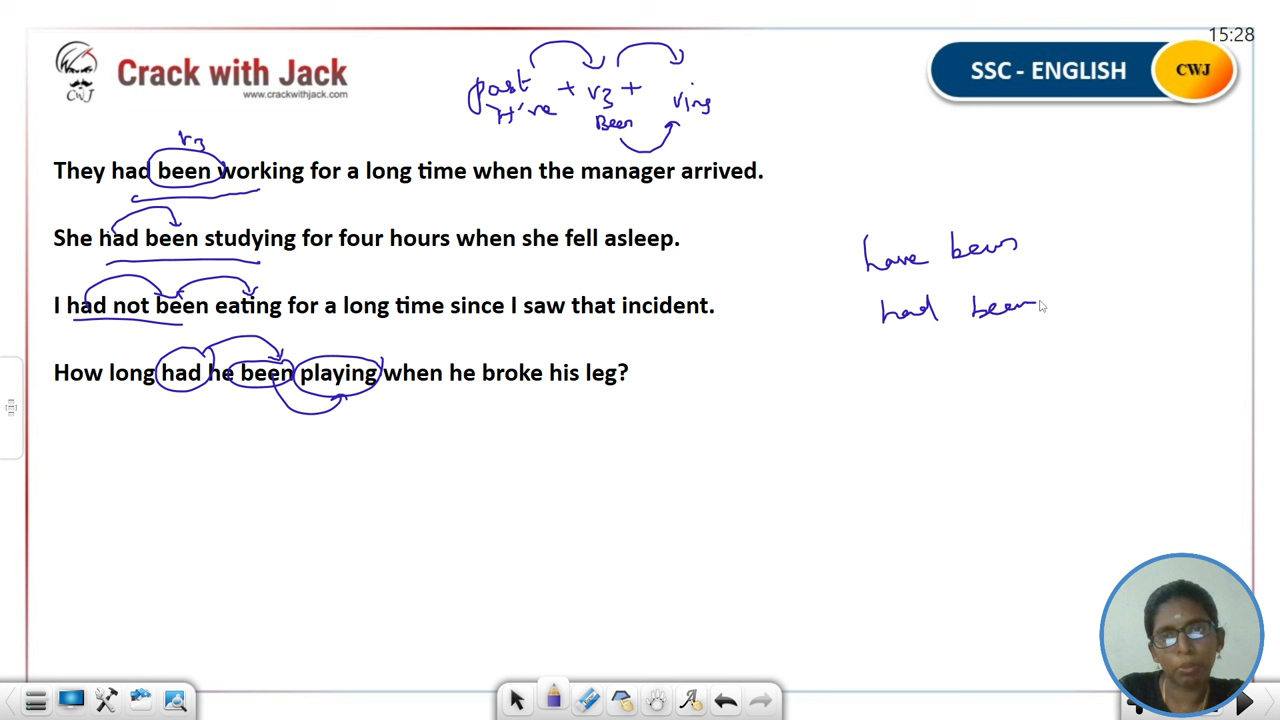 15:28
Crack with Jack
www.crackwithjack.com
CWJ
SSC - ENGLISH
CWJ
past + v3 + ving
H've
Been
v3
They had been working for a long time when the manager arrived.
She had been studying for four hours when she fell asleep.
have been
I had not been eating for a long time since I saw that incident.
had been
How long had he been playing when he broke his leg?